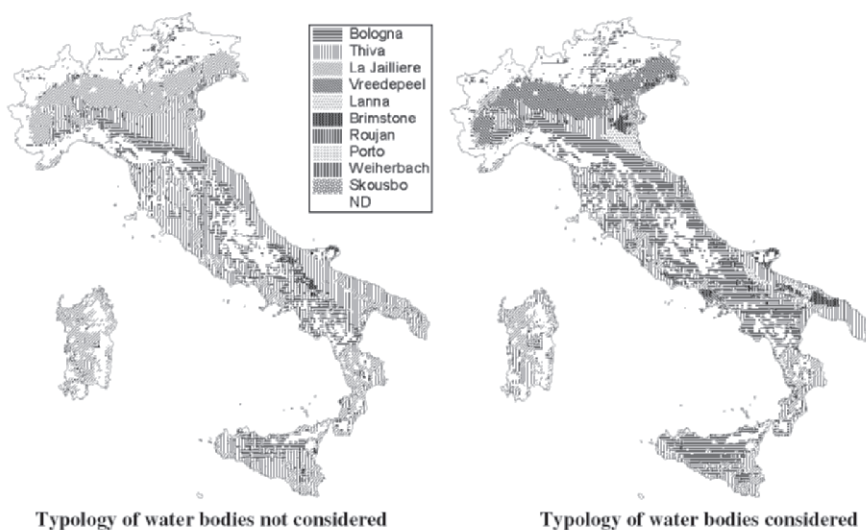 Bologna
Thiva
La Jailliere
Vreedepeel
Lanna
Brimstone
Roujan
Porto
Weiherbach
Skousbo
ND
Typology of water bodies not considered
Typology of water bodies considered